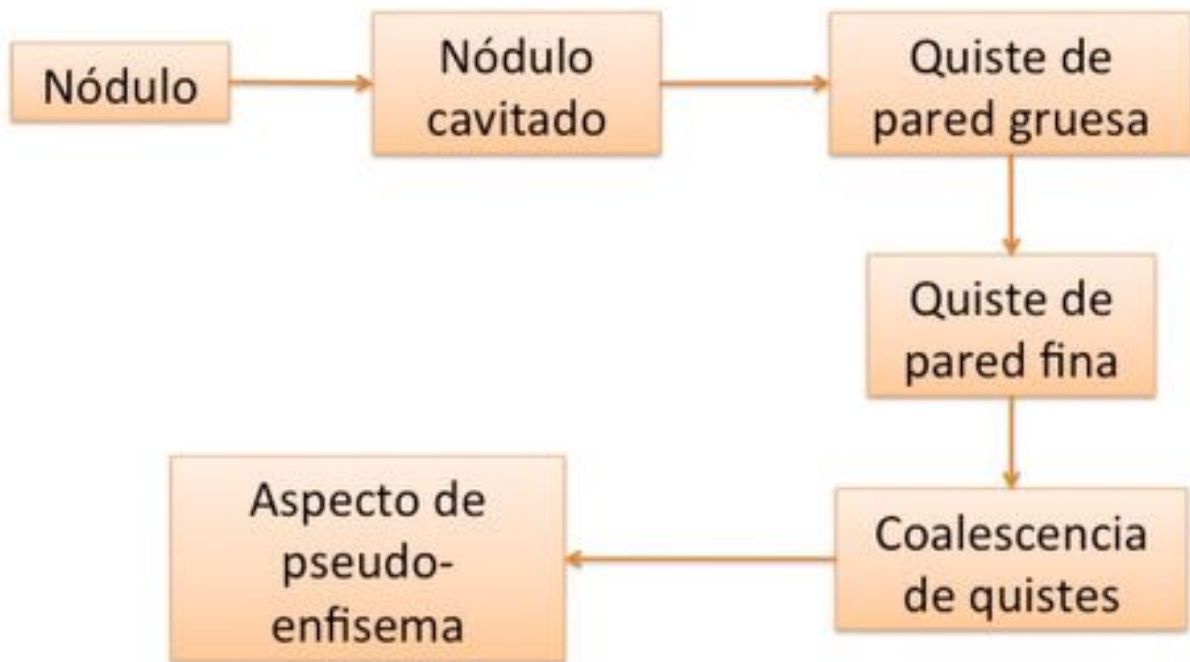 Nódulo
Nódulo
cavitado
Quiste de
pared gruesa
Quiste de
pared fina
Coalescencia
de quistes
Aspecto de
pseudo-
enfisema